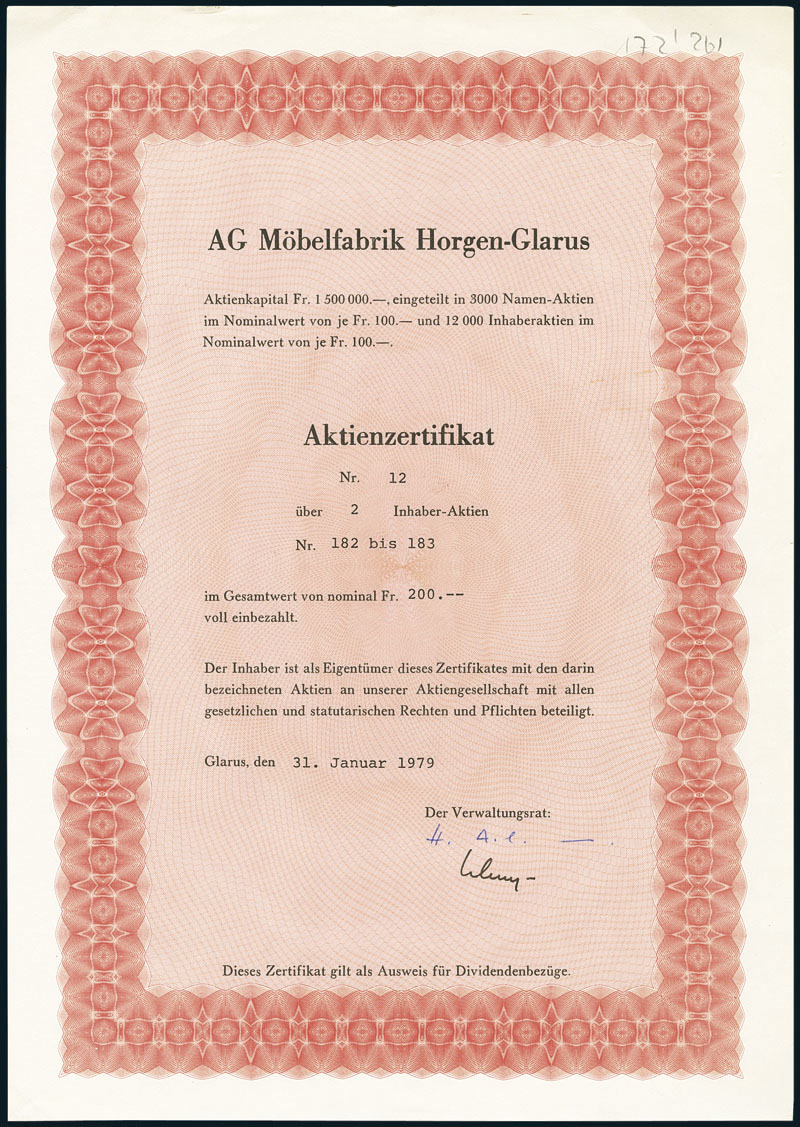 AG Möbelfabrik Horgen-Glarus
Aktienkapital Fr. 1 500 000.—, eingeteilt in 3000 Namen-Aktien
im Nominalwert von je Fr. 100.— und 12 000 Inhaberaktien im
Nominalwert von je Fr. 100.—.
Aktienzertifikat
Nr. 12
über 2 Inhaber-Aktien
Nr. 182 bis 183
im Gesamtwert von nominal Fr. 200.--
voll einbezahlt.
Der Inhaber ist als Eigentümer dieses Zertifikates mit den darin
bezeichneten Aktien an unserer Aktiengesellschaft mit allen
gesetzlichen und statutarischen Rechten und Pflichten beteiligt.
Glarus, den 31. Januar 1979
Der Verwaltungsrat:
Dieses Zertifikat gilt als Ausweis für Dividendenbezüge.